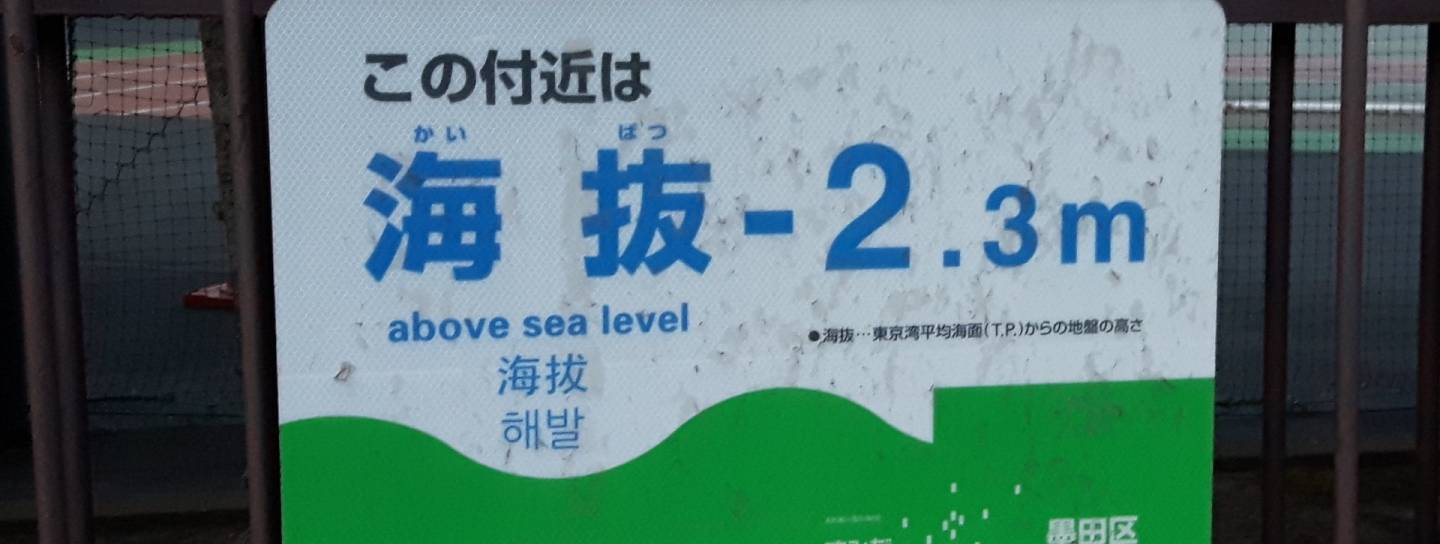 この付近は
かい ばつ
海 抜 -2.3m
above sea level
●海抜…東京湾平均海面(T.P.)からの地盤の高さ
海拔
해발
墨田区